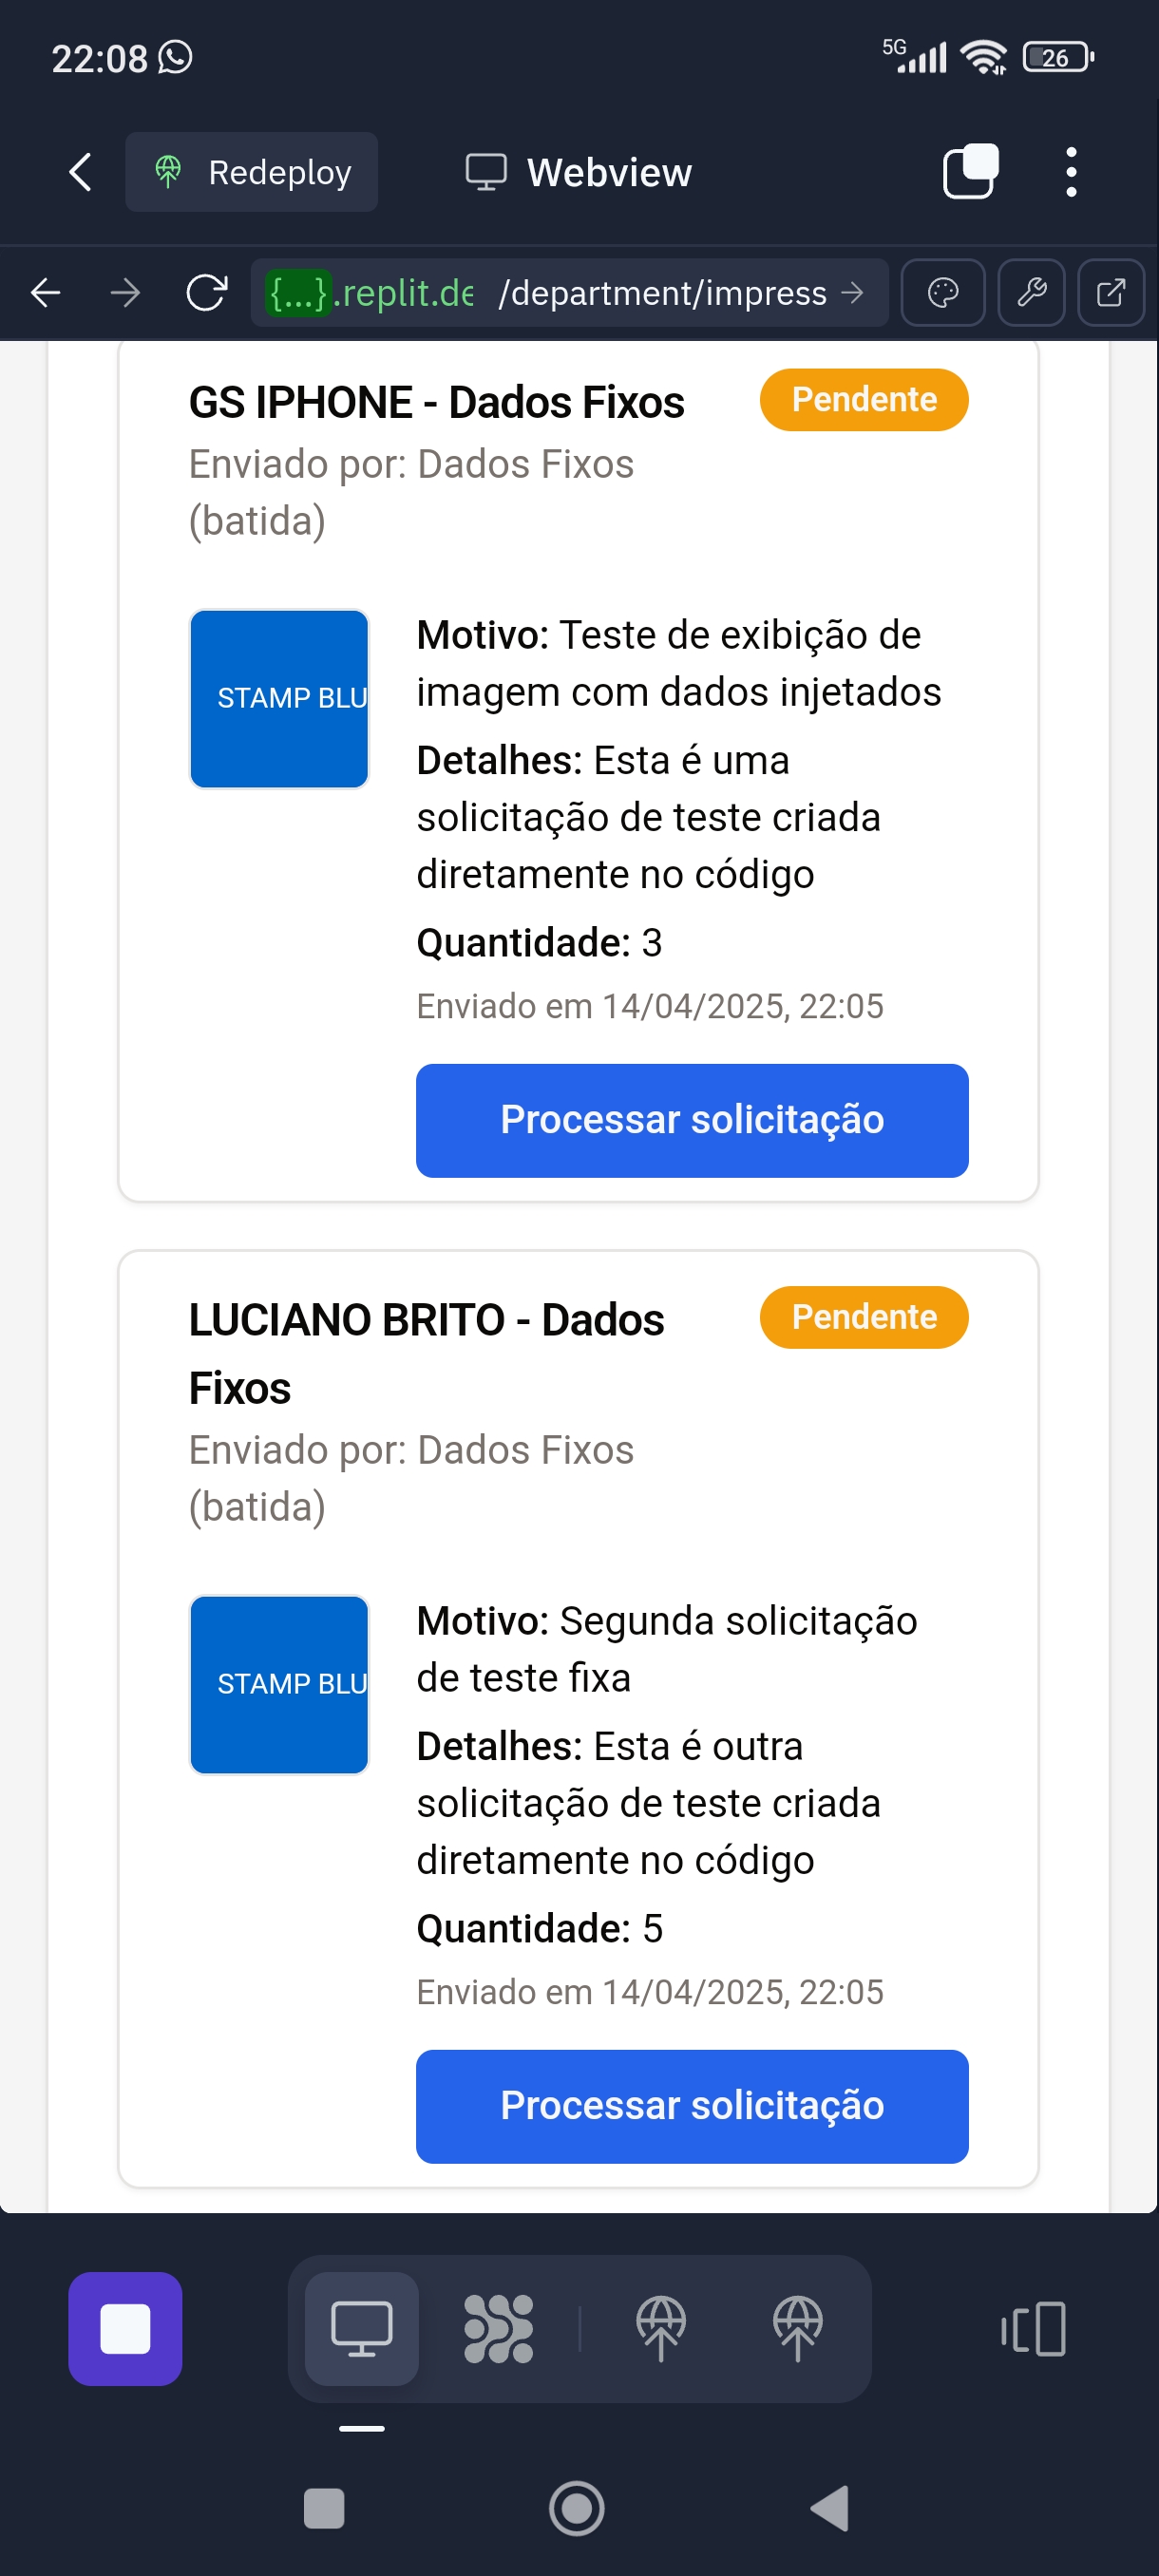 22:08
5G
26
Redeploy
Webview
{...}.replit.de /department/impress
GS IPHONE - Dados Fixos
Pendente
Enviado por: Dados Fixos
(batida)
STAMP BLU
Motivo: Teste de exibição de
imagem com dados injetados
Detalhes: Esta é uma
solicitação de teste criada
diretamente no código
Quantidade: 3
Enviado em 14/04/2025, 22:05
Processar solicitação
LUCIANO BRITO - Dados
Fixos
Pendente
Enviado por: Dados Fixos
(batida)
STAMP BLU
Motivo: Segunda solicitação
de teste fixa
Detalhes: Esta é outra
solicitação de teste criada
diretamente no código
Quantidade: 5
Enviado em 14/04/2025, 22:05
Processar solicitação